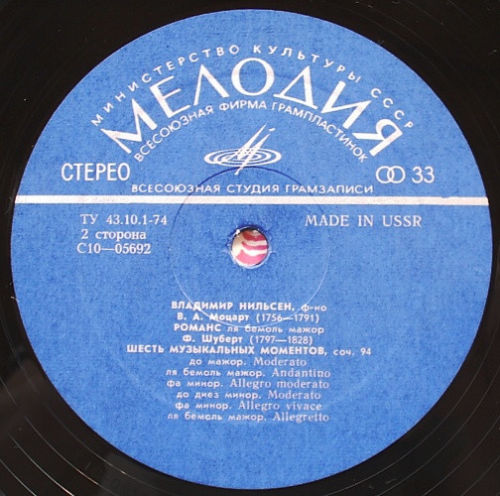 МИНИСТЕРСТВО КУЛЬТУРЫ СССР
МЕЛОДИЯ
ВСЕСОЮЗНАЯ ФИРМА ГРАМПЛАСТИНОК
СТЕРЕО
33
ВСЕСОЮЗНАЯ СТУДИЯ ГРАМЗАПИСИ
ТУ 43.10.1-74
MADE IN USSR
2 сторона
С10—05692
ВЛАДИМИР НИЛЬСЕН, ф-но
В. А. Моцарт (1756—1791)
РОМАНС ля бемоль мажор
Ф. Шуберт (1797—1828)
ШЕСТЬ МУЗЫКАЛЬНЫХ МОМЕНТОВ, соч. 94
до мажор. Moderato
ля бемоль мажор. Andantino
фа минор. Allegro moderato
до диез минор. Moderato
фа минор. Allegro vivace
ля бемоль мажор. Allegretto